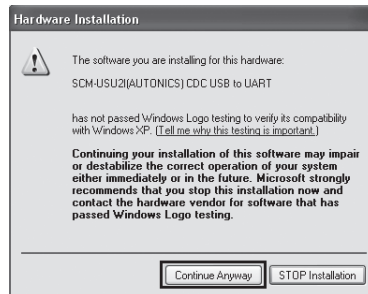 Hardware Installation
The software you are installing for this hardware:
SCM-USU2I(AUTONICS) CDC USB to UART
has not passed Windows Logo testing to verify its compatibility
with Windows XP. (Tell me why this testing is important.)
Continuing your installation of this software may impair
or destabilize the correct operation of your system
either immediately or in the future. Microsoft strongly
recommends that you stop this installation now and
contact the hardware vendor for software that has
passed Windows Logo testing.
Continue Anyway
STOP Installation